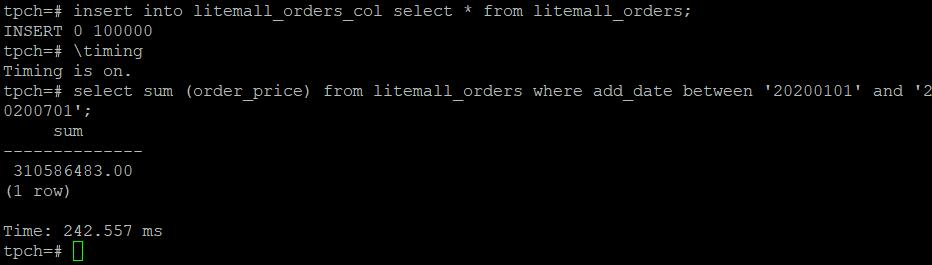 tpch=# insert into litemall_orders_col select * from litemall_orders;
INSERT 0 100000
tpch=# \timing
Timing is on.
tpch=# select sum (order_price) from litemall_orders where add_date between '20200101' and '2
0200701';
     sum
--------------
 310586483.00
(1 row)

Time: 242.557 ms
tpch=#